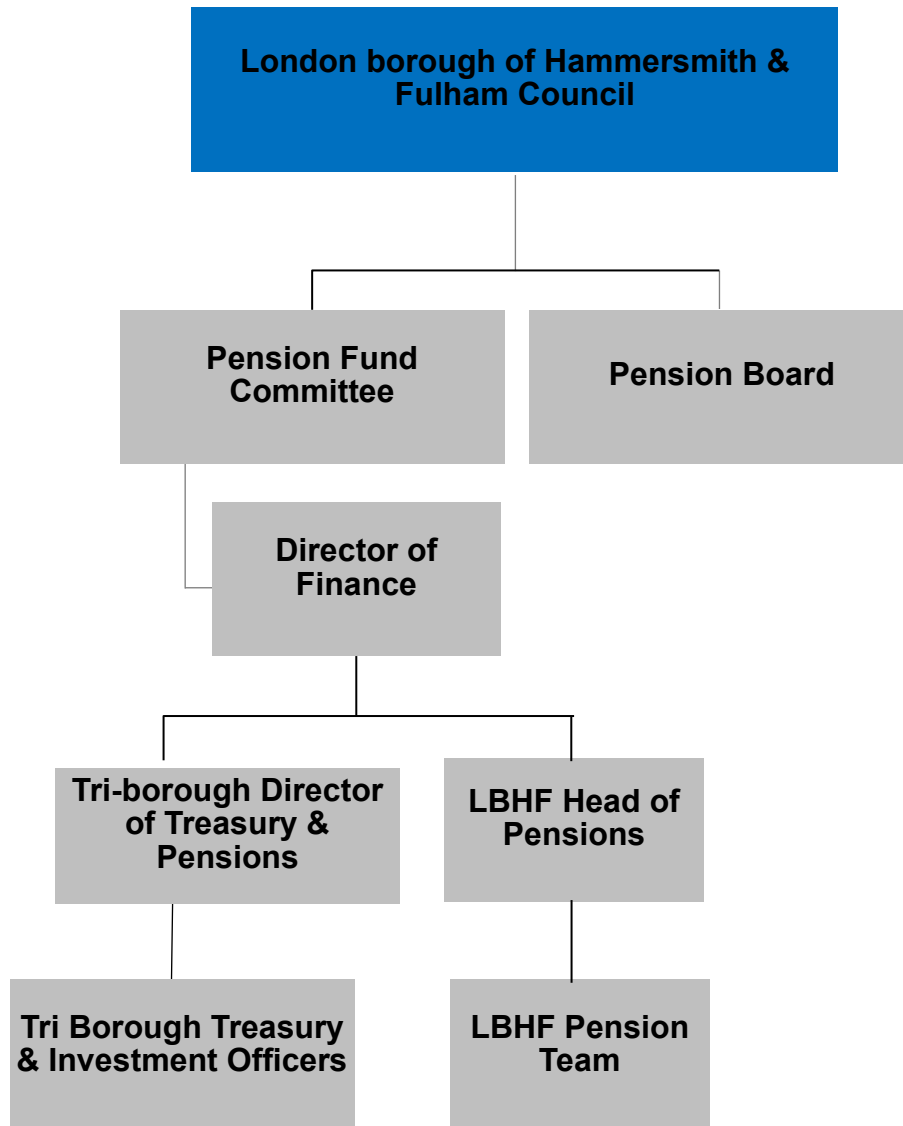 London borough of Hammersmith &
Fulham Council
Pension Fund
Committee
Pension Board
Director of
Finance
Tri-borough Director
of Treasury &
Pensions
LBHF Head of
Pensions
Tri Borough Treasury
& Investment Officers
LBHF Pension
Team